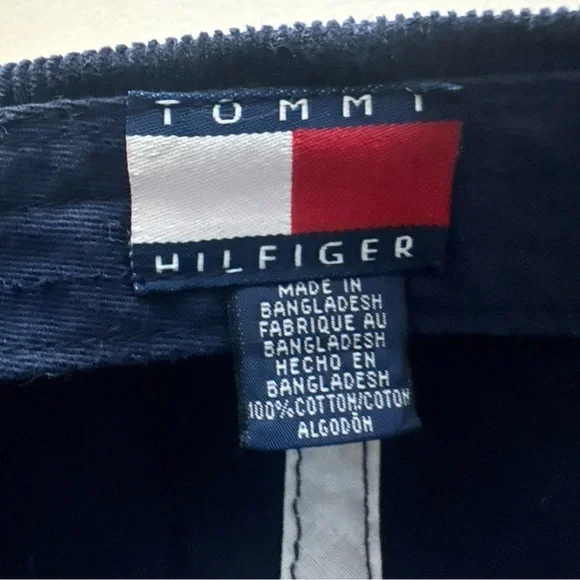 TOMMY
HILFIGER
MADE IN
BANGLADESH
FABRIQUE AU
BANGLADESH
HECHO EN
BANGLADESH
100%COTTON/COTON
ALGODÓN